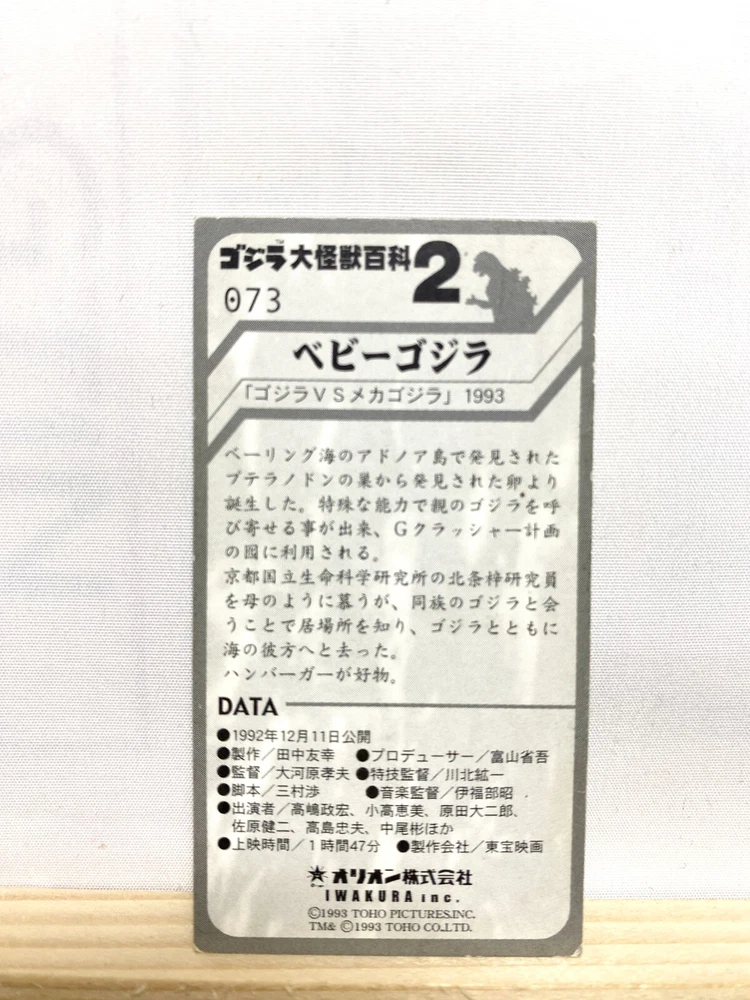 ゴジラ大怪獣百科2
TM
073
ベビーゴジラ
「ゴジラVSメカゴジラ」1993
ベーリング海のアドノア島で発見された
プテラノドンの巣から発見された卵より
誕生した。特殊な能力で親のゴジラを呼
び寄せる事が出来、Gクラッシャー計画
の囮に利用される。
京都国立生命科学研究所の北条梓研究員
を母のように慕うが、同族のゴジラと会
うことで居場所を知り、ゴジラとともに
海の彼方へと去った。
ハンバーガーが好物。
DATA
●1992年12月11日公開
●製作／田中友幸 ●プロデューサー／富山省吾
●監督／大河原孝夫 ●特技監督／川北紘一
●脚本／三村渉 ●音楽監督／伊福部昭
●出演者／高嶋政宏、小高恵美、原田大二郎、
佐原健二、高島忠夫、中尾彬ほか
●上映時間／1時間47分 ●製作会社／東宝映画
オリオン株式会社
IWAKURA inc.
©1993 TOHO PICTURES.INC.
TM& ©1993 TOHO CO.LTD.